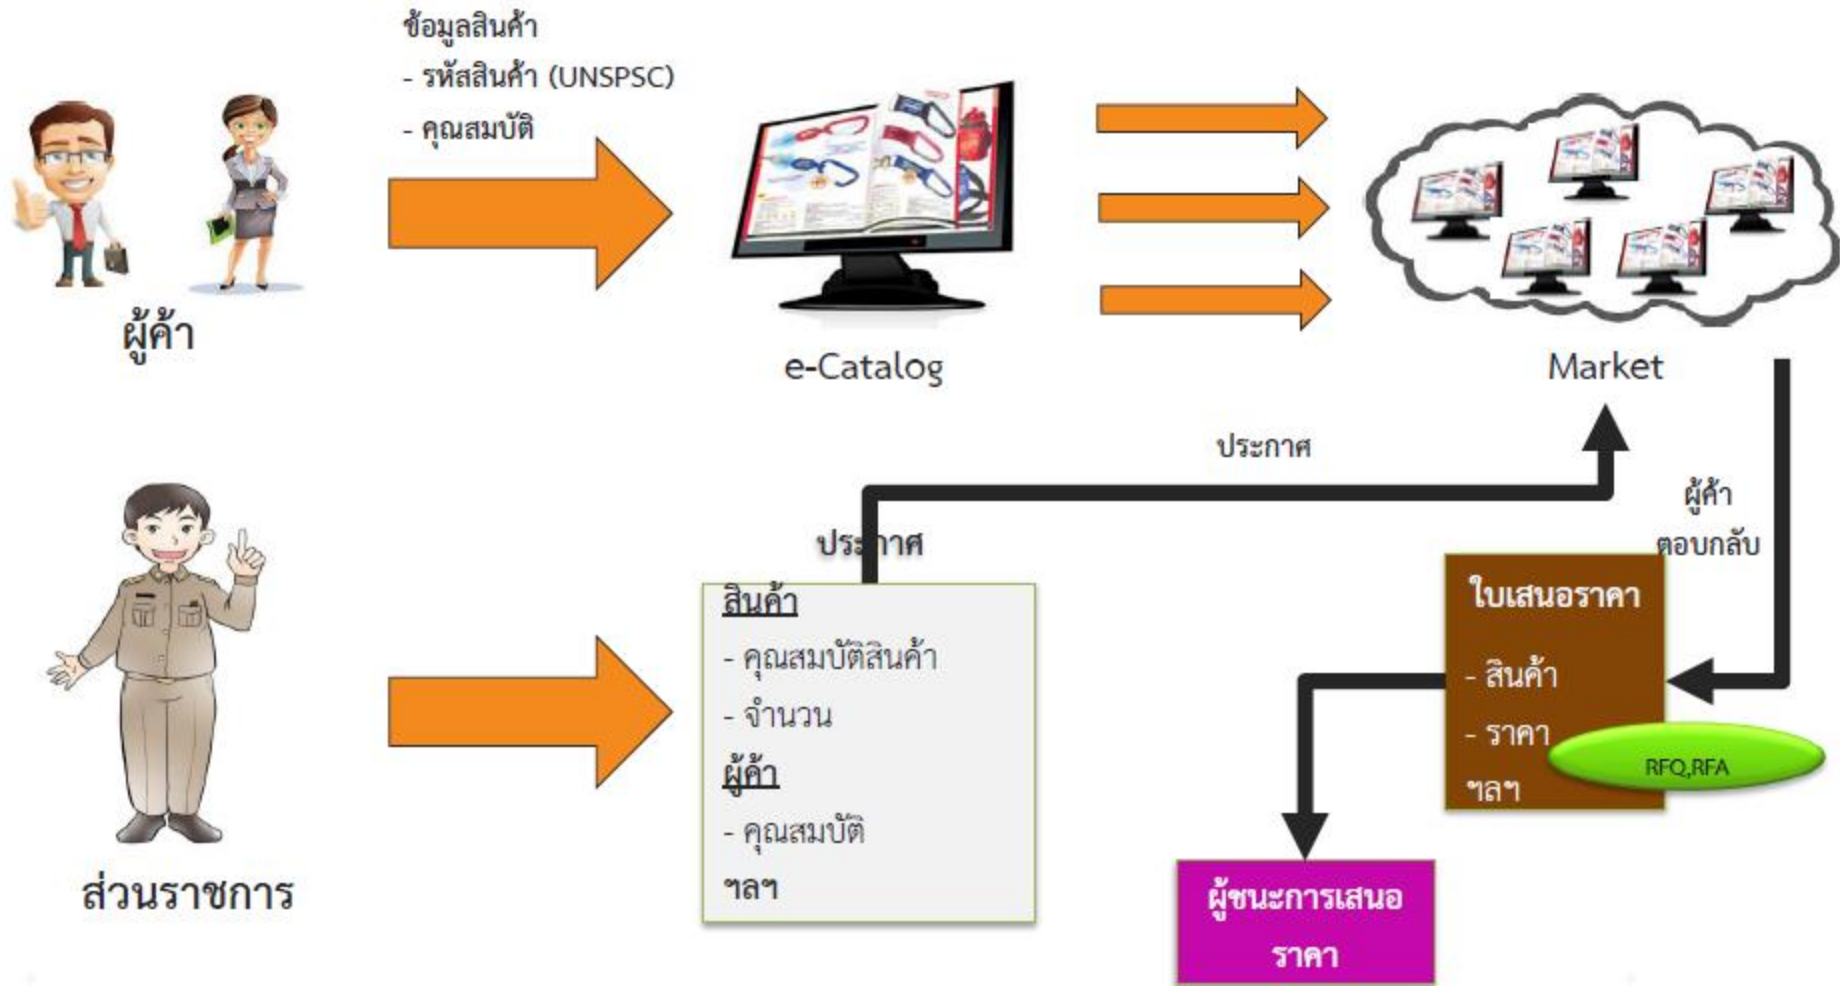 ข้อมูลสินค้า
- รหัสสินค้า (UNSPSC)
- คุณสมบัติ
ผู้ค้า
e-Catalog
Market
ประกาศ
ผู้ค้า
ตอบกลับ
ประกาศ
สินค้า
- คุณสมบัติสินค้า
- จำนวน
ผู้ค้า
- คุณสมบัติ
ฯลฯ
ส่วนราชการ
ใบเสนอราคา
- สินค้า
- ราคา
ฯลฯ
RFQ,RFA
ผู้ชนะการเสนอ
ราคา